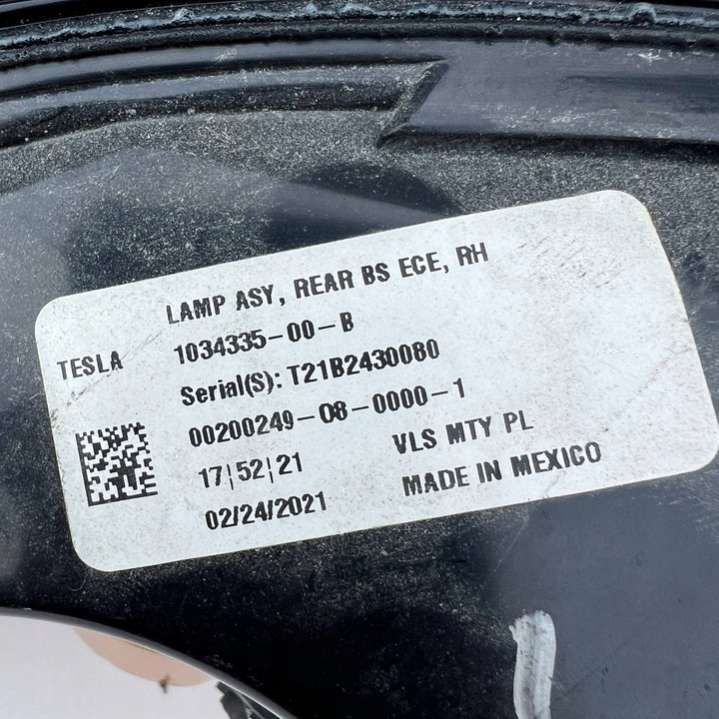 LAMP ASY, REAR BS ECE, RH
TESLA
1034335-00-B
Serial(S): T21B2430080
00200249-08-0000-1
17¦52¦21
VLS MTY PL
02/24/2021
MADE IN MEXICO